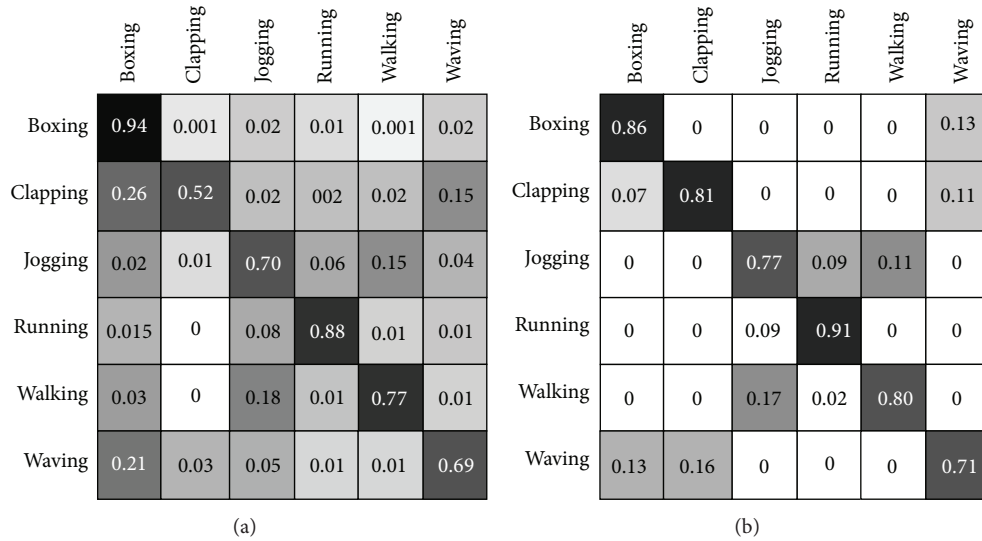 Boxing Clapping Jogging Running Walking Waving
Boxing 0.94 0.001 0.02 0.01 0.001 0.02
Clapping 0.26 0.52 0.02 002 0.02 0.15
Jogging 0.02 0.01 0.70 0.06 0.15 0.04
Running 0.015 0 0.08 0.88 0.01 0.01
Walking 0.03 0 0.18 0.01 0.77 0.01
Waving 0.21 0.03 0.05 0.01 0.01 0.69
(a)
Boxing Clapping Jogging Running Walking Waving
Boxing 0.86 0 0 0 0 0.13
Clapping 0.07 0.81 0 0 0 0.11
Jogging 0 0 0.77 0.09 0.11 0
Running 0 0 0.09 0.91 0 0
Walking 0 0 0.17 0.02 0.80 0
Waving 0.13 0.16 0 0 0 0.71
(b)